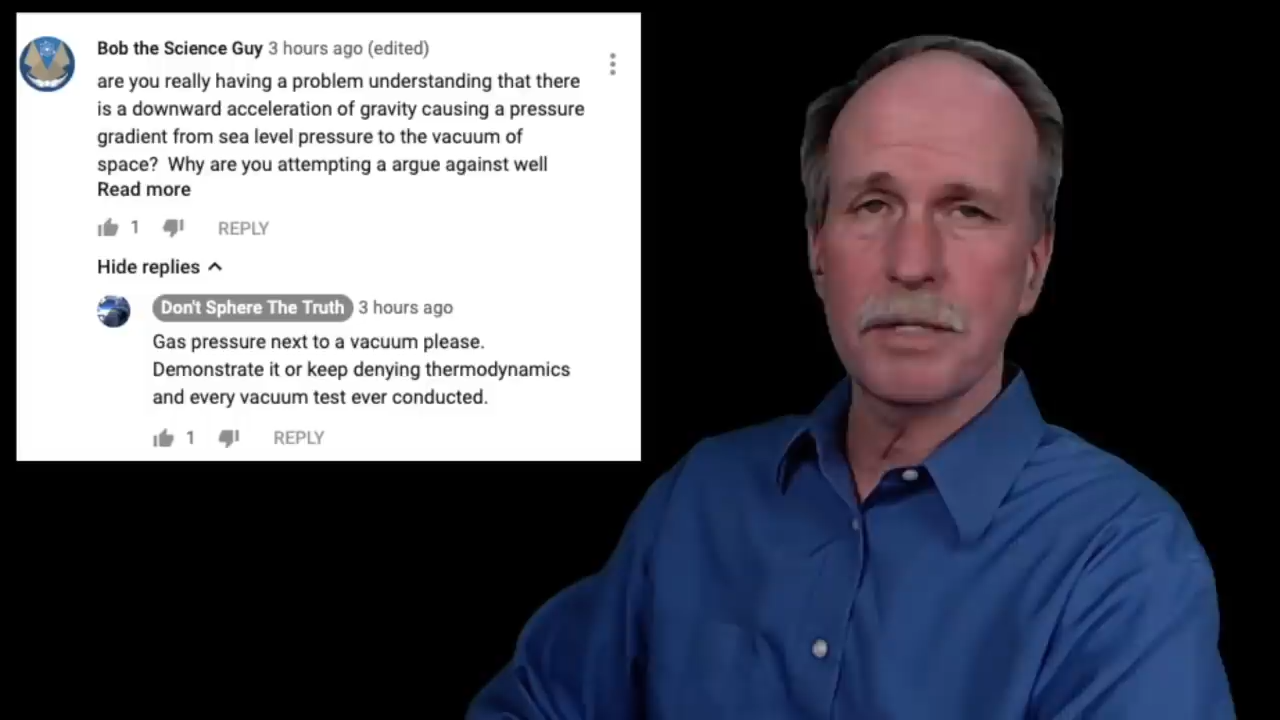 Bob the Science Guy 3 hours ago (edited)
are you really having a problem understanding that there
is a downward acceleration of gravity causing a pressure
gradient from sea level pressure to the vacuum of
space? Why are you attempting a argue against well
Read more
1 REPLY
Hide replies
Don't Sphere The Truth 3 hours ago
Gas pressure next to a vacuum please.
Demonstrate it or keep denying thermodynamics
and every vacuum test ever conducted.
1 REPLY